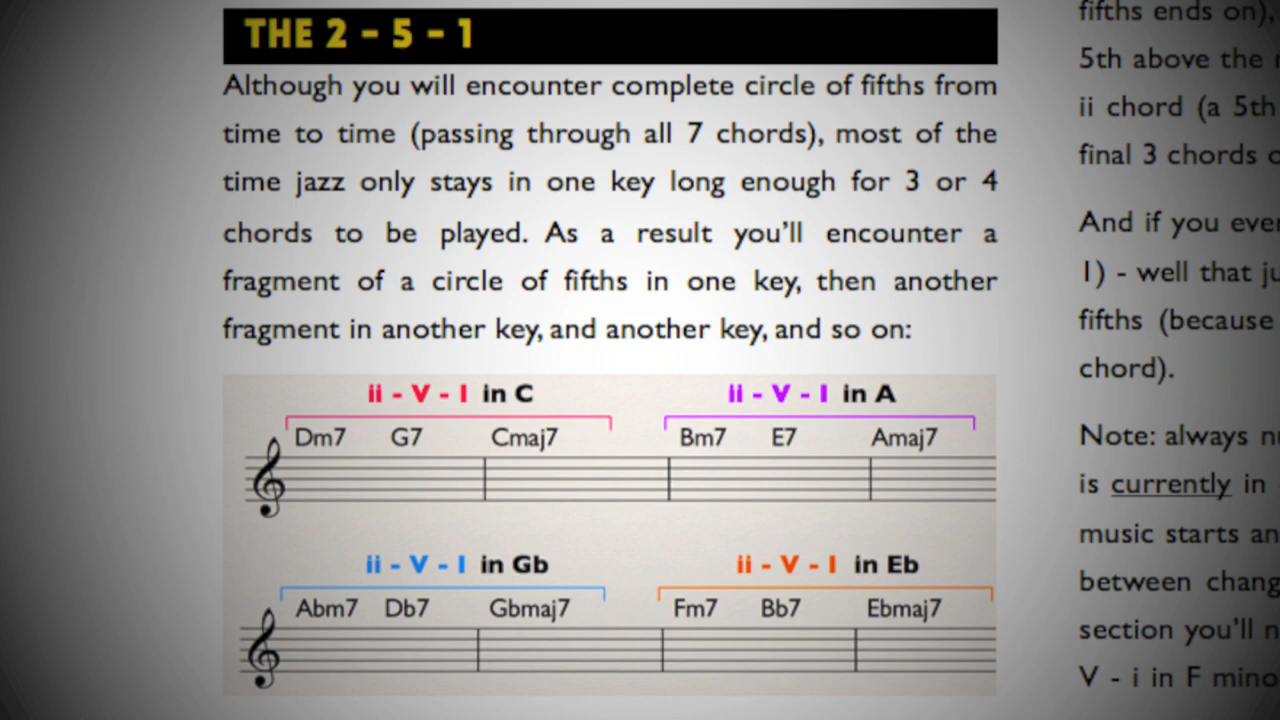 THE 2 - 5 - 1
Although you will encounter complete circle of fifths from
time to time (passing through all 7 chords), most of the
time jazz only stays in one key long enough for 3 or 4
chords to be played. As a result you'll encounter a
fragment of a circle of fifths in one key, then another
fragment in another key, and another key, and so on:
ii - V - I in C
ii - V - I in A
Dm7 G7 Cmaj7
Bm7 E7 Amaj7
ii - V - I in Gb
ii - V - I in Eb
Abm7 Db7 Gbmaj7
Fm7 Bb7 Ebmaj7
fifths ends on),
5th above the
ii chord (a 5th
final 3 chords
And if you
1) - well that
fifths (because
chord).
Note: always
is currently in
music starts
between
section you'll
V - i in F